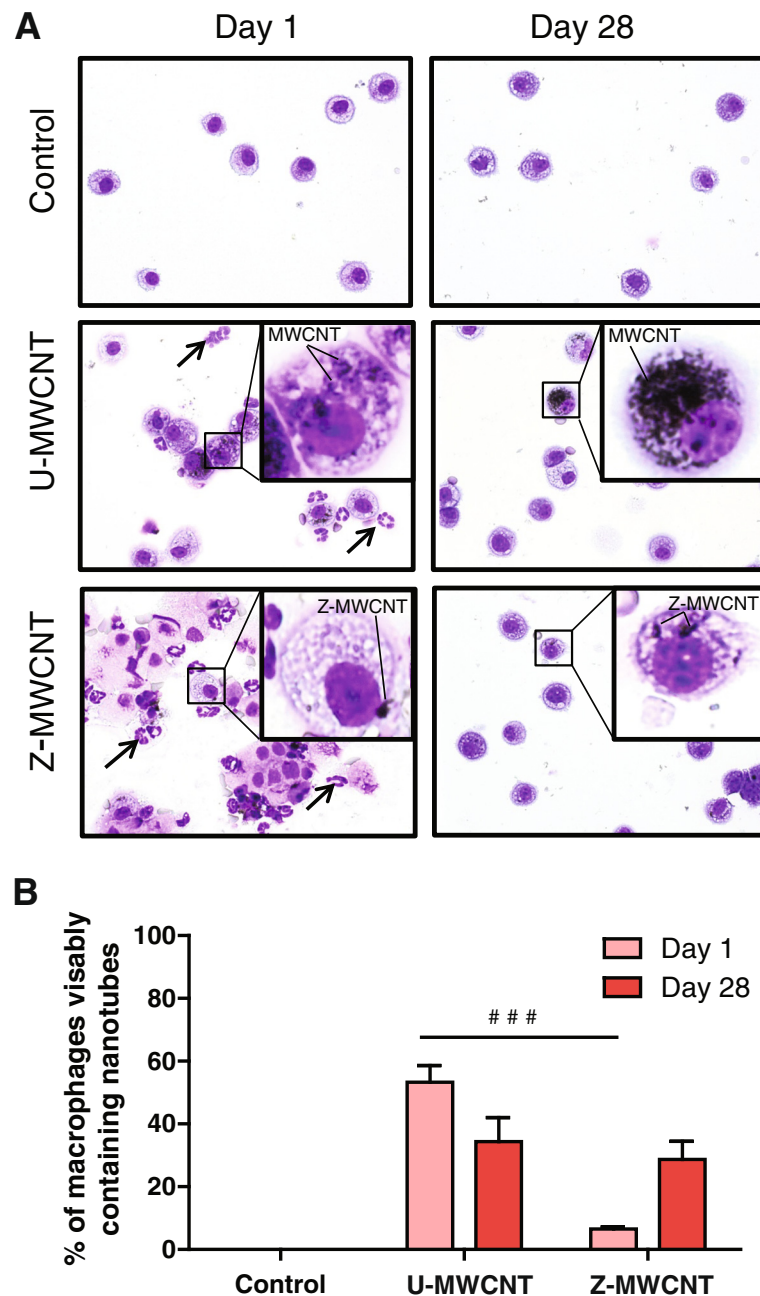 A
Day 1
Day 28
Control
U-MWCNT
MWCNT
MWCNT
Z-MWCNT
Z-MWCNT
Z-MWCNT
B
% of macrophages visably
containing nanotubes
100
80
60
40
20
0
Day 1
Day 28
# # #
Control
U-MWCNT
Z-MWCNT